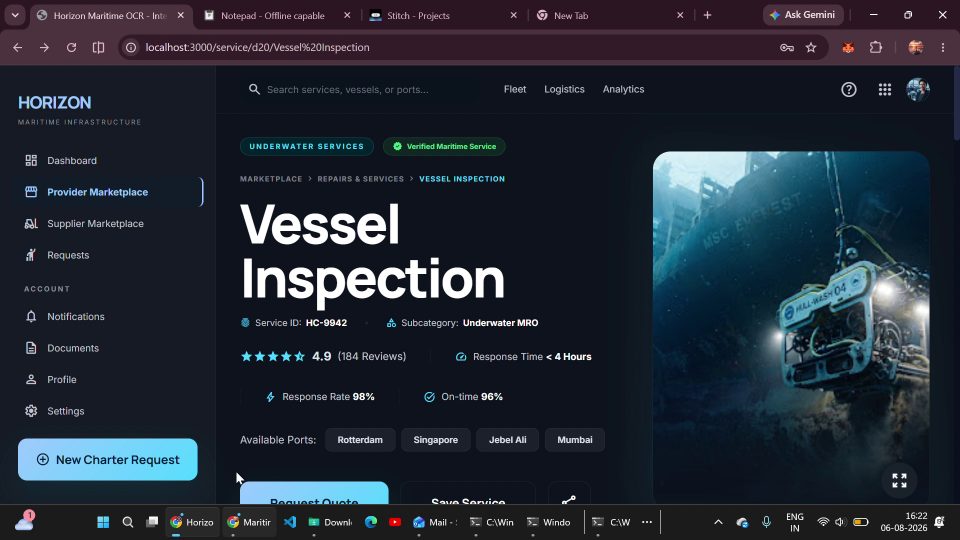 Horizon Maritime OCR - Inte
Notepad - Offline capable
Stitch - Projects
New Tab
Ask Gemini
localhost:3000/service/d20/Vessel%20Inspection
HORIZON
MARITIME INFRASTRUCTURE
Dashboard
Provider Marketplace
Supplier Marketplace
Requests
ACCOUNT
Notifications
Documents
Profile
Settings
New Charter Request
Search services, vessels, or ports...
Fleet
Logistics
Analytics
UNDERWATER SERVICES
Verified Maritime Service
MARKETPLACE > REPAIRS & SERVICES > VESSEL INSPECTION
Vessel
Inspection
Service ID: HC-9942
Subcategory: Underwater MRO
4.9 (184 Reviews)
Response Time < 4 Hours
Response Rate 98%
On-time 96%
Available Ports:
Rotterdam
Singapore
Jebel Ali
Mumbai
Request Quote
Save Service
HULL-WASH 04
1
Horizo
Maritir
Downlo
Mail - S
C:\Win
Windo
C:\W
ENG
IN
16:22
06-08-2026